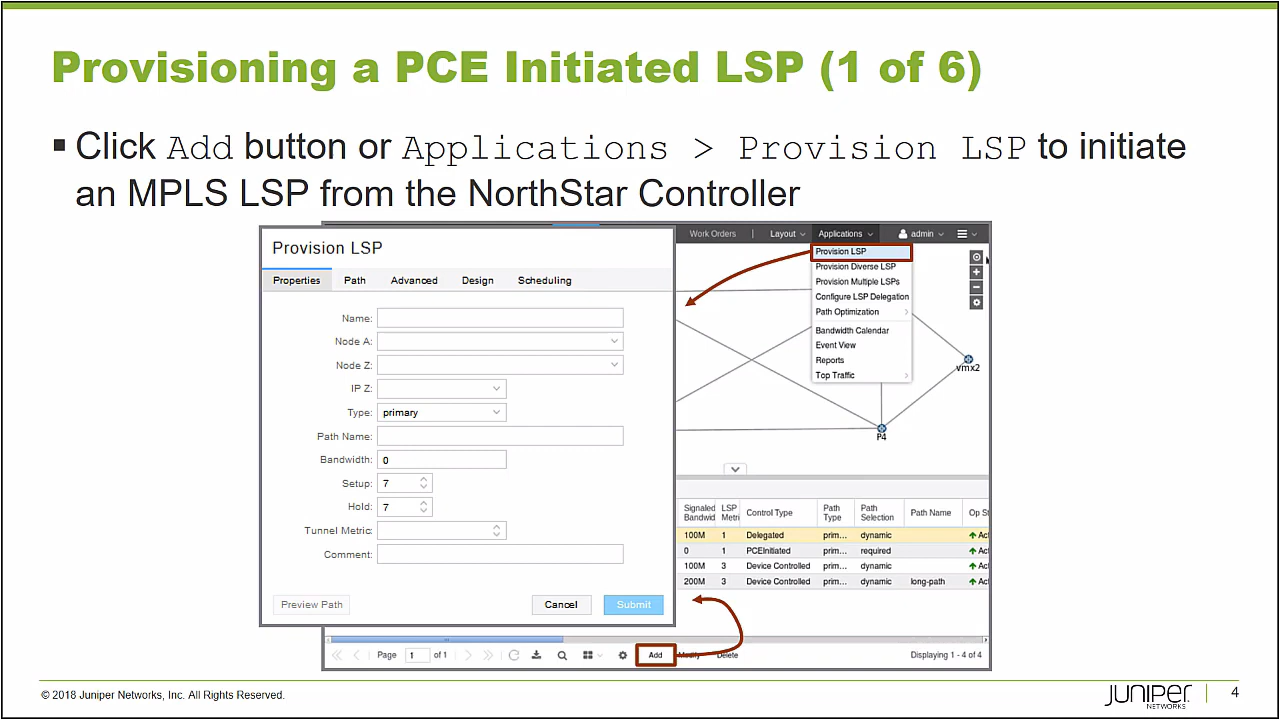 Provisioning a PCE Initiated LSP (1 of 6)
Click Add button or Applications > Provision LSP to initiate
an MPLS LSP from the NorthStar Controller
Work Orders | Layout Applications admin
Provision LSP
Provision Diverse LSP
Provision Multiple LSPs
Configure LSP Delegation
Path Optimization
Bandwidth Calendar
Event View
Reports
Top Traffic
vmx2
P4
Provision LSP
Properties Path Advanced Design Scheduling
Name:
Node A:
Node Z:
IP Z:
Type: primary
Path Name:
Bandwidth: 0
Setup: 7
Hold: 7
Tunnel Metric:
Comment:
Preview Path Cancel Submit
Signaled LSP Control Type Path Path Path Name Op St
Bandwid Metri Type Selection
100M 1 Delegated prim... dynamic Act
0 1 PCEInitiated prim... required Act
100M 3 Device Controlled prim... dynamic Act
200M 3 Device Controlled prim... dynamic long-path Act
Page 1 of 1 Add Modify Delete Displaying 1 - 4 of 4
© 2018 Juniper Networks, Inc. All Rights Reserved.
JUNIPER
NETWORKS
4